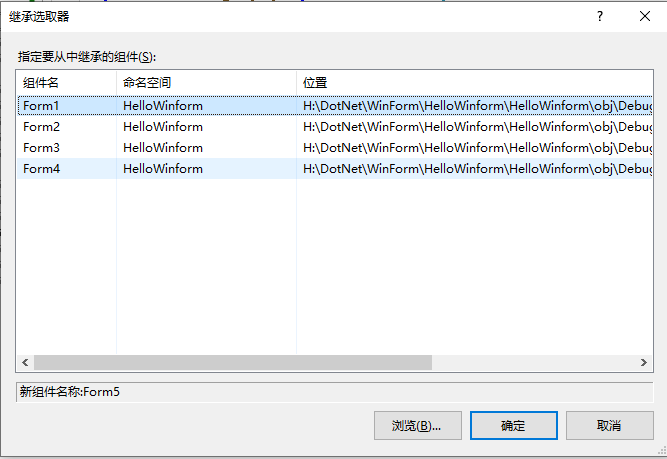 继承选取器
?
指定要从中继承的组件(S):
组件名 命名空间 位置
Form1 HelloWinform H:\DotNet\WinForm\HelloWinform\HelloWinform\obj\Debug
Form2 HelloWinform H:\DotNet\WinForm\HelloWinform\HelloWinform\obj\Debug
Form3 HelloWinform H:\DotNet\WinForm\HelloWinform\HelloWinform\obj\Debug
Form4 HelloWinform H:\DotNet\WinForm\HelloWinform\HelloWinform\obj\Debug
新组件名称:Form5
浏览(B)... 确定 取消